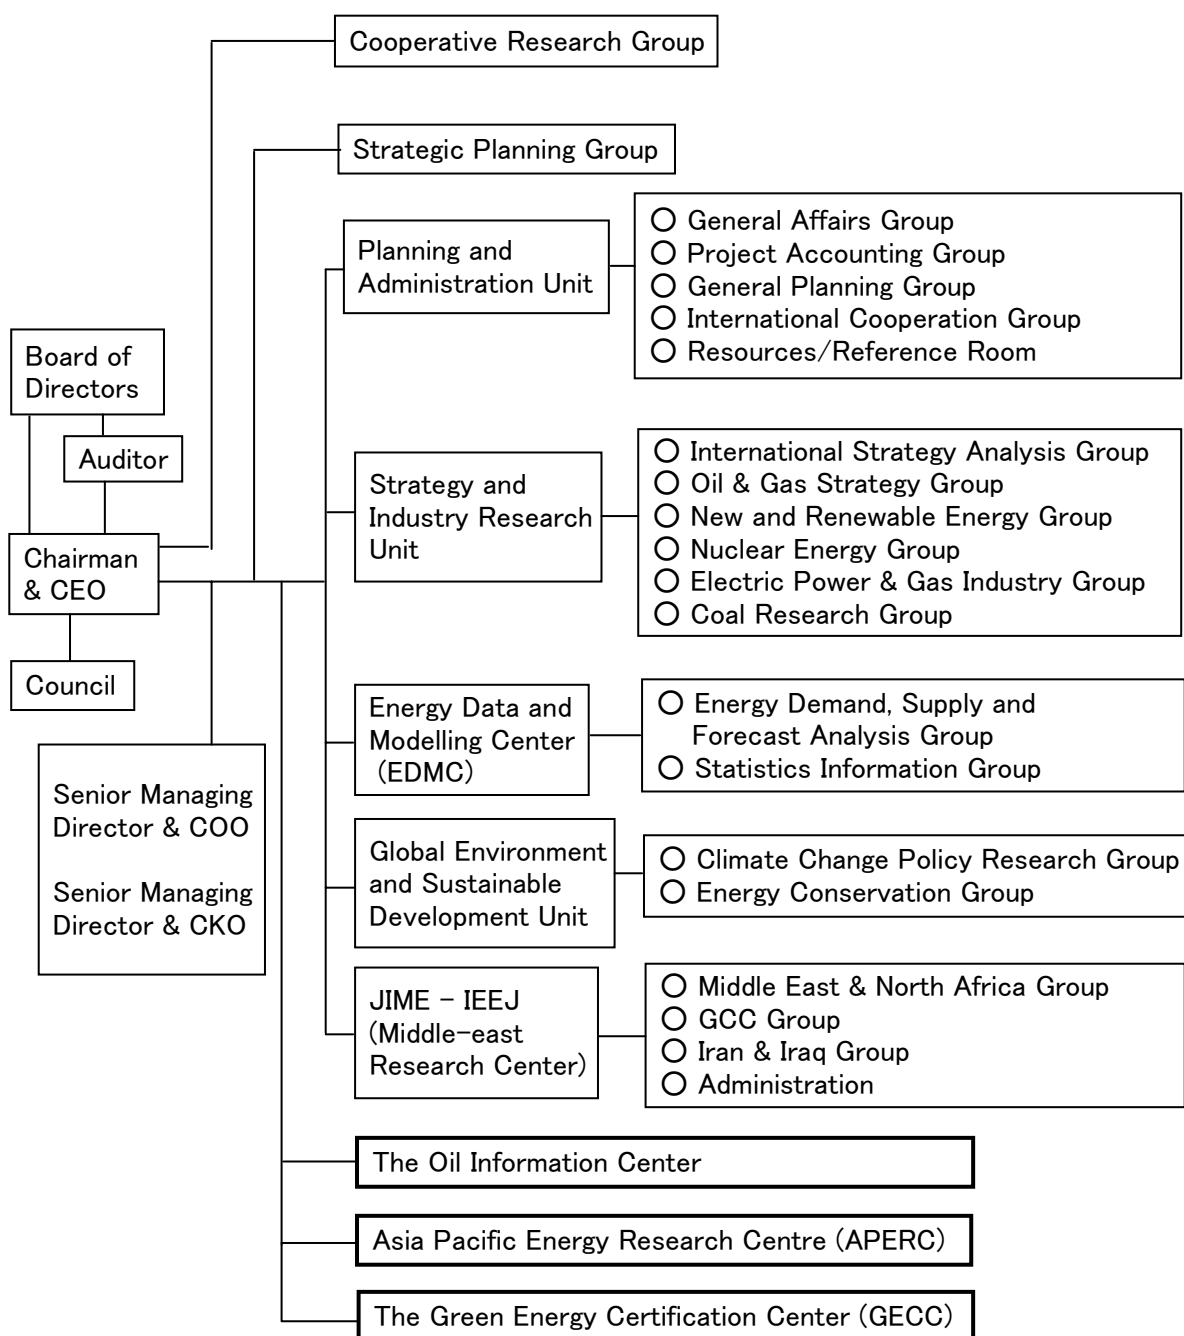 Cooperative Research Group
Strategic Planning Group
Planning and
Administration Unit
○ General Affairs Group
○ Project Accounting Group
○ General Planning Group
○ International Cooperation Group
○ Resources/Reference Room
Board of
Directors
Auditor
Chairman
& CEO
Council
Senior Managing
Director & COO
Senior Managing
Director & CKO
Strategy and
Industry Research
Unit
○ International Strategy Analysis Group
○ Oil & Gas Strategy Group
○ New and Renewable Energy Group
○ Nuclear Energy Group
○ Electric Power & Gas Industry Group
○ Coal Research Group
Energy Data and
Modelling Center
(EDMC)
○ Energy Demand, Supply and
Forecast Analysis Group
○ Statistics Information Group
Global Environment
and Sustainable
Development Unit
○ Climate Change Policy Research Group
○ Energy Conservation Group
JIME - IEEJ
(Middle-east
Research Center)
○ Middle East & North Africa Group
○ GCC Group
○ Iran & Iraq Group
○ Administration
The Oil Information Center
Asia Pacific Energy Research Centre (APERC)
The Green Energy Certification Center (GECC)